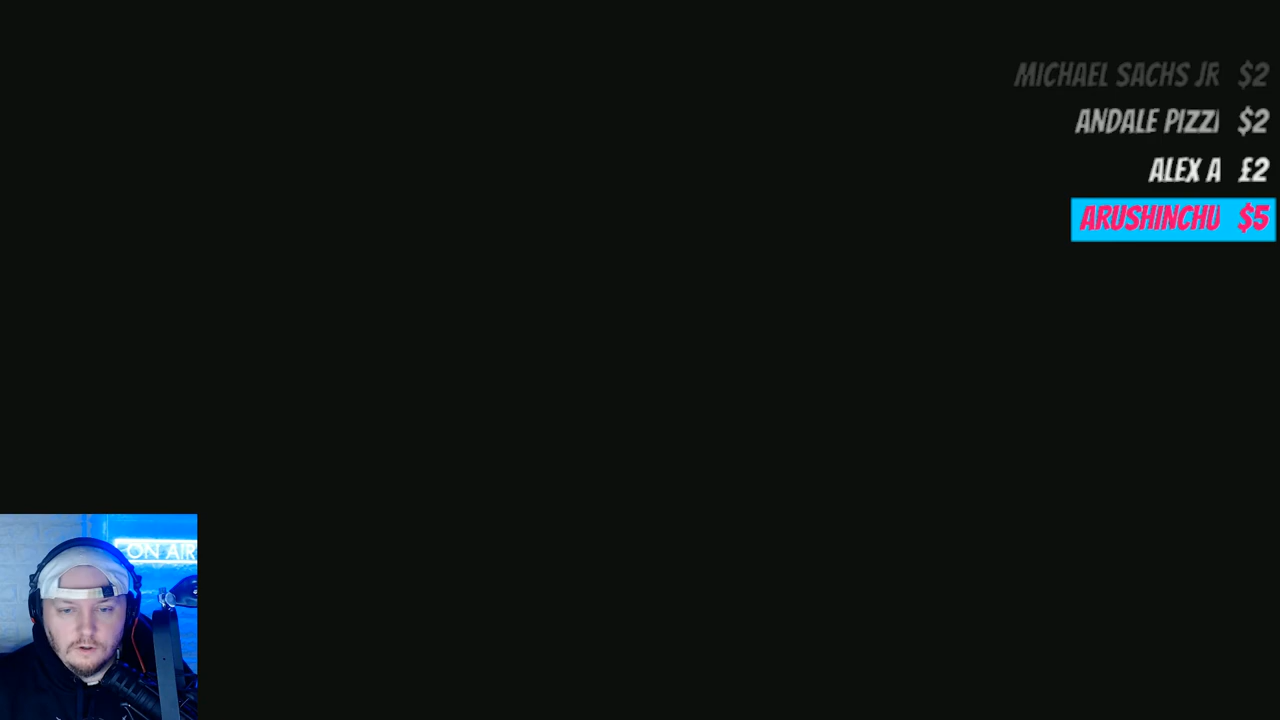 MICHAEL SACHS JR $2
ANDALE PIZZI $2
ALEX A £2
ARUSHINCHU $5
ON AIR